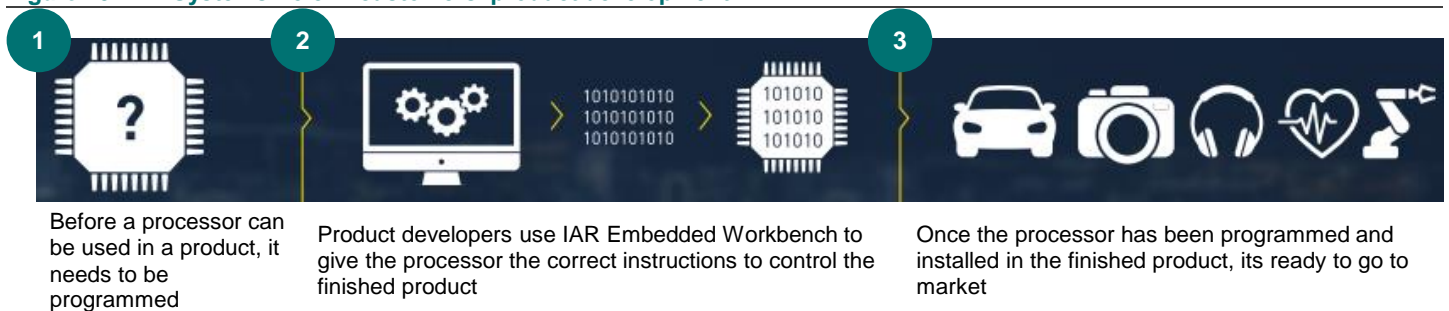 1
2
3
?
1010101010
1010101010
1010101010
101010
101010
101010
Before a processor can
be used in a product, it
needs to be
programmed
Product developers use IAR Embedded Workbench to
give the processor the correct instructions to control the
finished product
Once the processor has been programmed and
installed in the finished product, its ready to go to
market